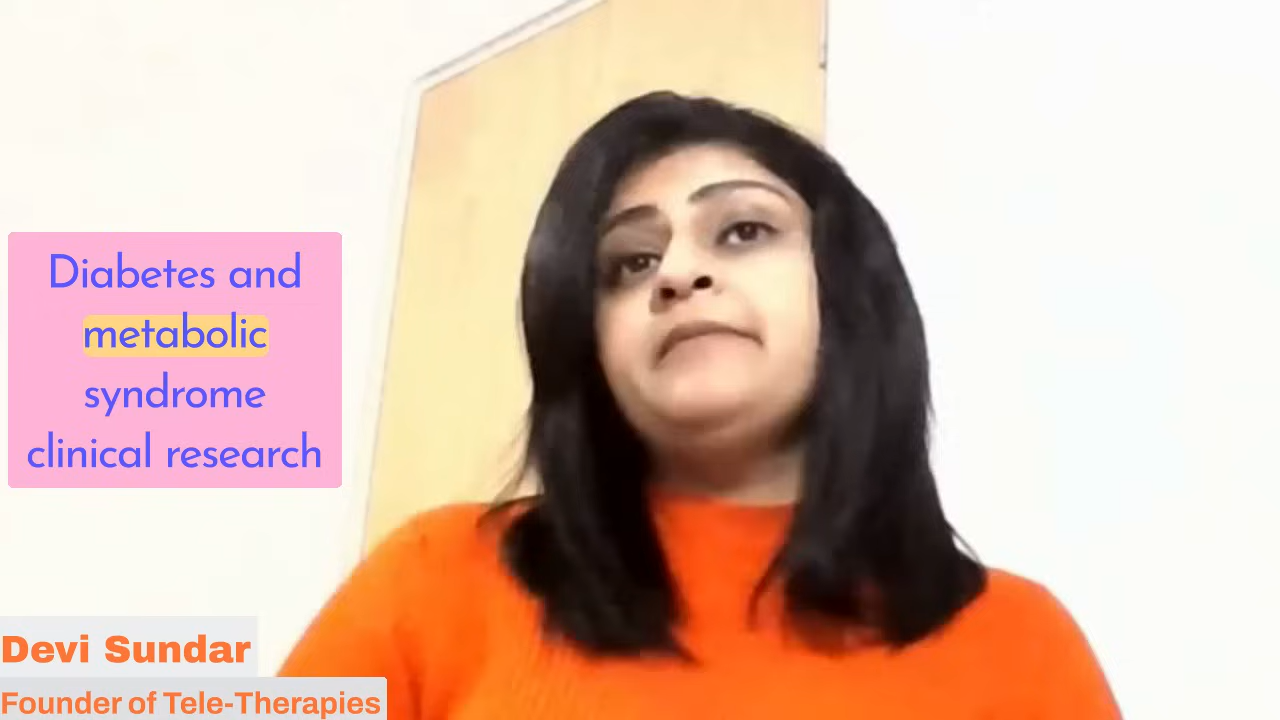 Diabetes and
metabolic
syndrome
clinical research
Devi Sundar
Founder of Tele-Therapies